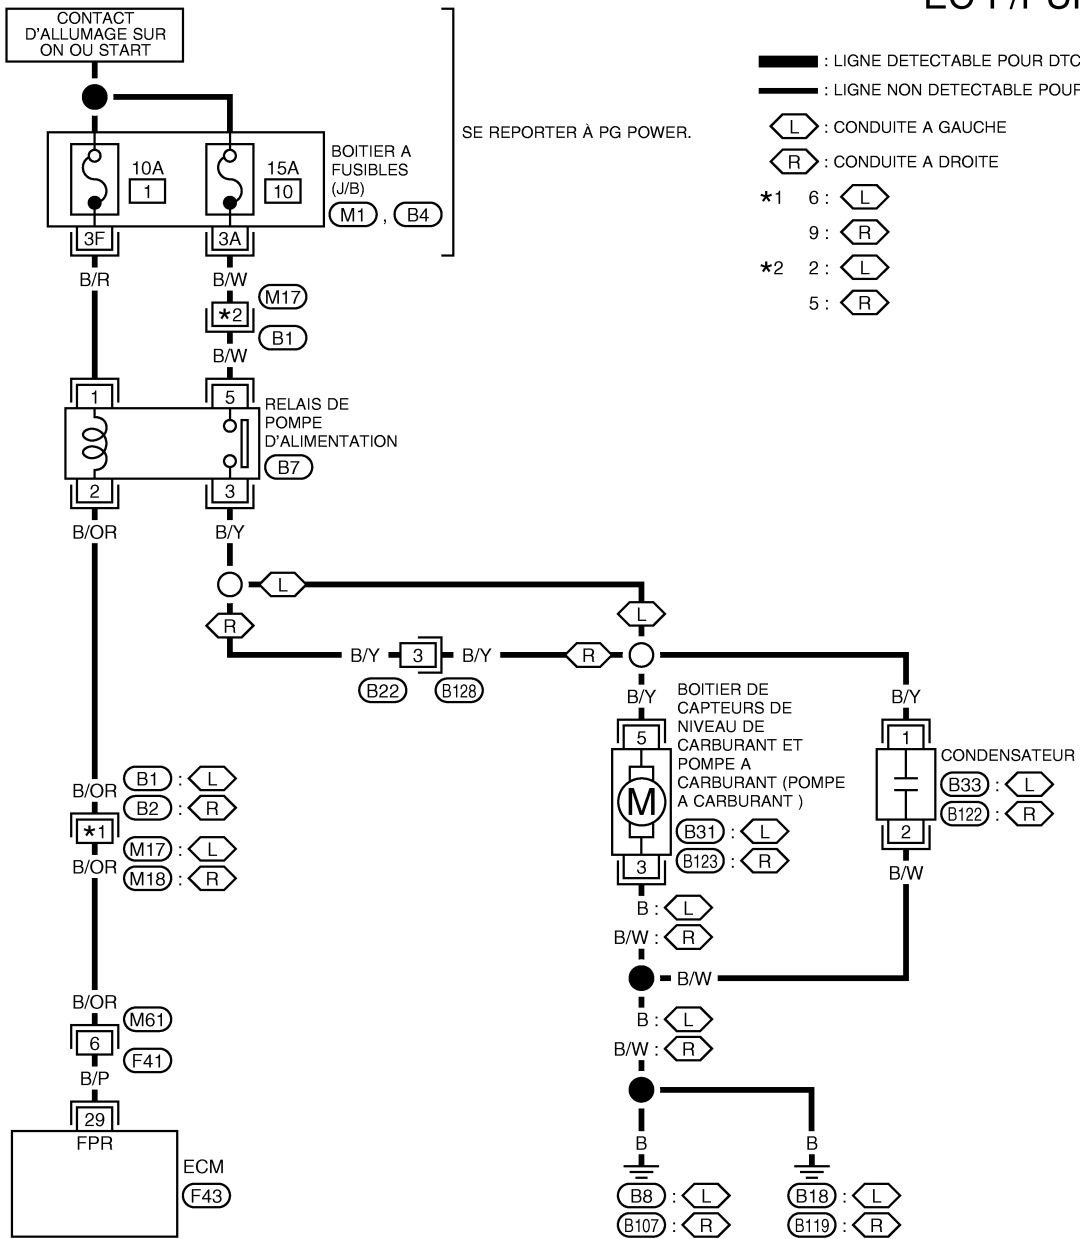 CONTACT
D'ALLUMAGE SUR
ON OU START
: LIGNE DETECTABLE POUR DTC
: LIGNE NON DETECTABLE POUR
L : CONDUITE A GAUCHE
R : CONDUITE A DROITE
*1 6 : L
9 : R
*2 2 : L
5 : R
SE REPORTER À PG POWER.
10A
1
15A
10
BOITIER A
FUSIBLES
(J/B)
M1 , B4
3F
3A
B/R
B/W
M17
*2
B1
B/W
1
5
RELAIS DE
POMPE
D'ALIMENTATION
B7
2
3
B/OR
B/Y
L
L
R
B/Y
3
B/Y
R
B22
B128
B/Y
B/Y
BOITIER DE
CAPTEURS DE
NIVEAU DE
CARBURANT ET
POMPE A
CARBURANT (POMPE
A CARBURANT )
5
M
3
B31 : L
B123 : R
1
CONDENSATEUR
B33 : L
B122 : R
2
B/W
B/OR
B1 : L
B2 : R
*1
M17 : L
M18 : R
B/OR
B : L
B/W : R
B/W
B : L
B/W : R
B/OR
M61
6
F41
B/P
29
FPR
ECM
F43
B
B
B8 : L
B107 : R
B18 : L
B119 : R